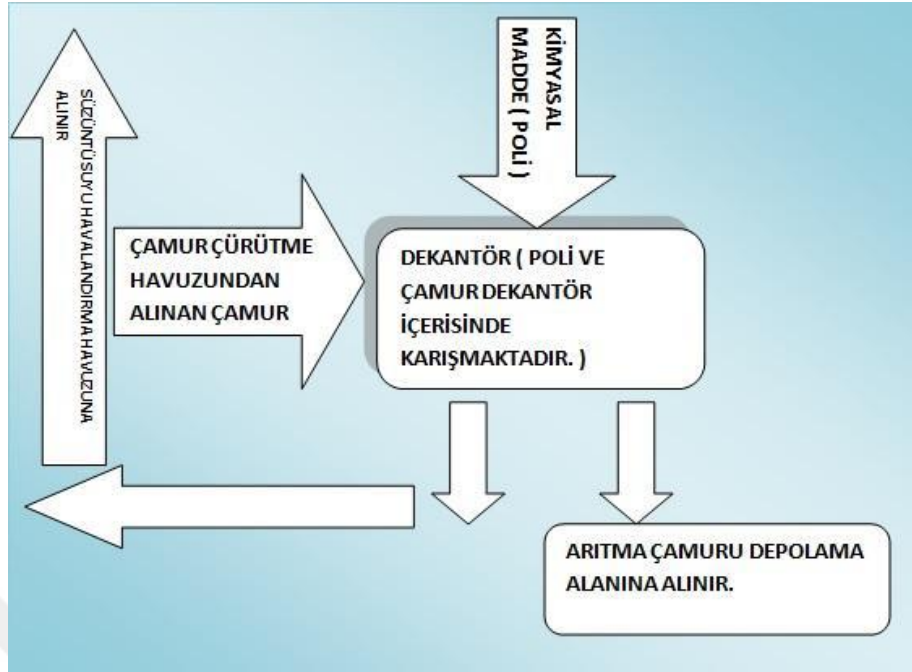 KİMYASAL
MADDE ( POLİ )
SÜZÜNTÜ SUYU HAVALANDIRMA HAVUZUNA
ALINIR
ÇAMUR ÇÜRÜTME
HAVUZUNDAN
ALINAN ÇAMUR
DEKANTÖR ( POLİ VE
ÇAMUR DEKANTÖR
İÇERİSİNDE
KARIŞMAKTADIR. )
ARITMA ÇAMURU DEPOLAMA
ALANINA ALINIR.